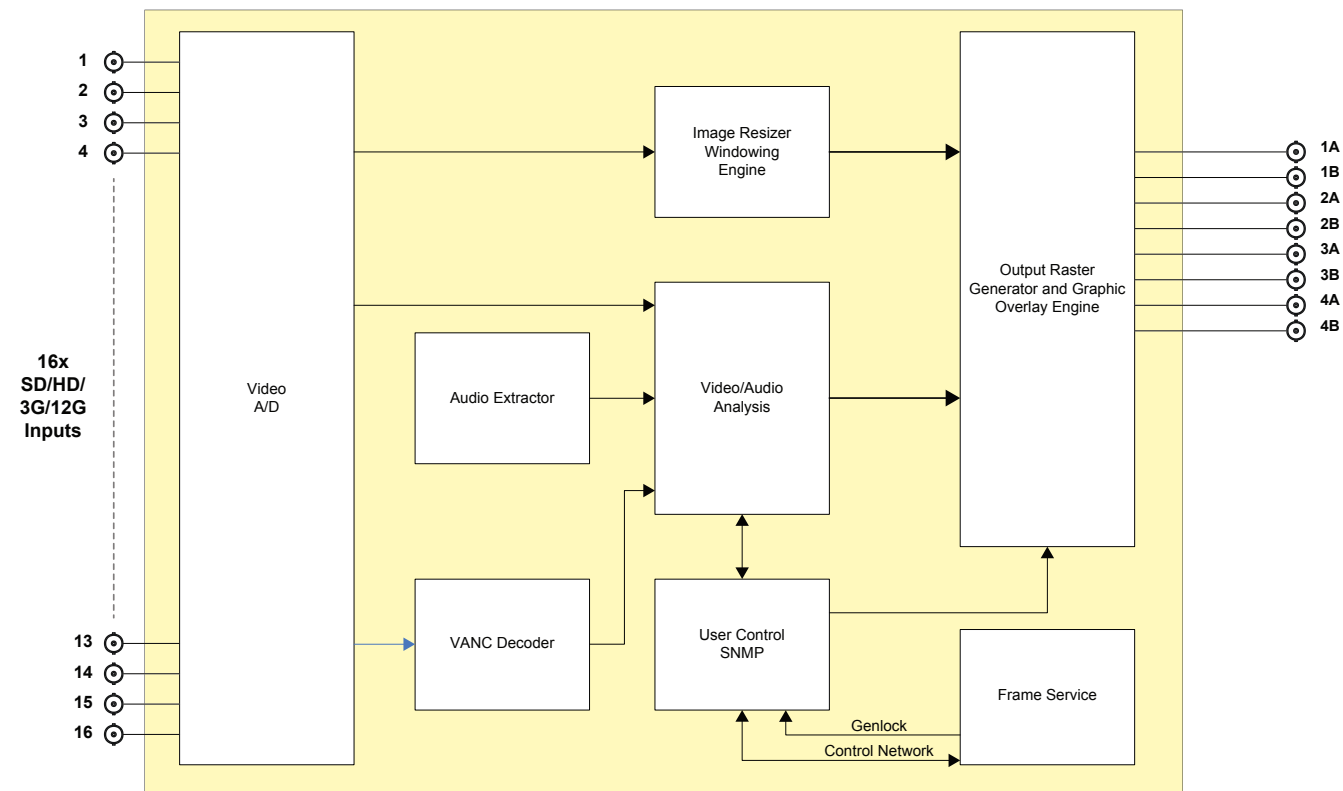 1
2
3
4
16x
SD/HD/
3G/12G
Inputs
13
14
15
16
Video
A/D
Image Resizer
Windowing
Engine
Audio Extractor
Video/Audio
Analysis
VANC Decoder
User Control
SNMP
Output Raster
Generator and Graphic
Overlay Engine
Frame Service
Genlock
Control Network
1A
1B
2A
2B
3A
3B
4A
4B